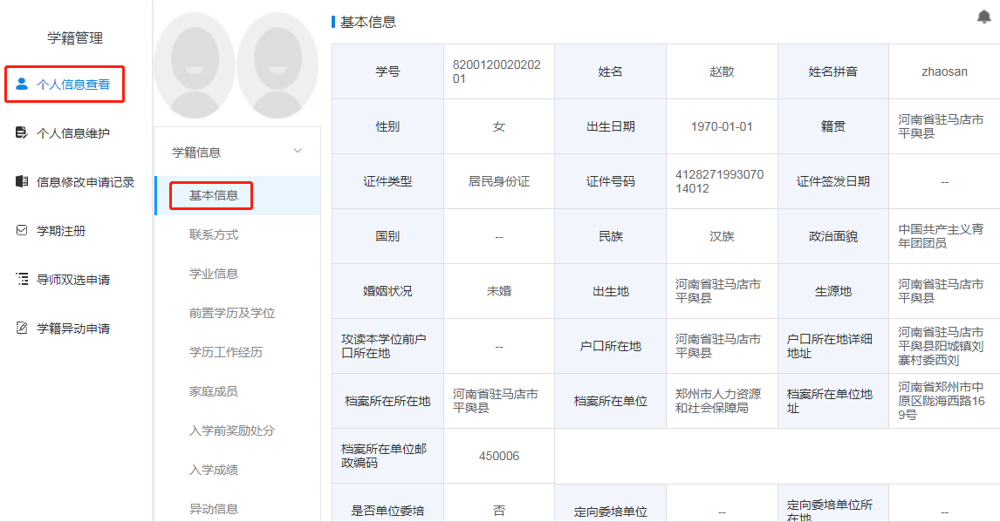 学籍管理
个人信息查看
个人信息维护
信息修改申请记录
学期注册
导师双选申请
学籍异动申请
学籍信息
基本信息
联系方式
学业信息
前置学历及学位
学历工作经历
家庭成员
入学前奖励处分
入学成绩
异动信息
基本信息
学号
8200120020202
01
姓名
赵散
姓名拼音
zhaosan
性别
女
出生日期
1970-01-01
籍贯
河南省驻马店市
平舆县
证件类型
居民身份证
证件号码
4128271993070
14012
证件签发日期
--
国别
--
民族
汉族
政治面貌
中国共产主义青
年团团员
婚姻状况
未婚
出生地
河南省驻马店市
平舆县
生源地
河南省驻马店市
平舆县
攻读本学位前户
口所在地
--
户口所在地
河南省驻马店市
平舆县
户口所在地详细
地址
河南省驻马店市
平舆县阳城镇刘
寨村委西刘
档案所在所在地
河南省驻马店市
平舆县
档案所在单位
郑州市人力资源
和社会保障局
档案所在单位地
址
河南省郑州市中
原区陇海西路16
9号
档案所在单位邮
政编码
450006
是否单位委培
否
定向委培单位
--
定向委培单位所
在地
--